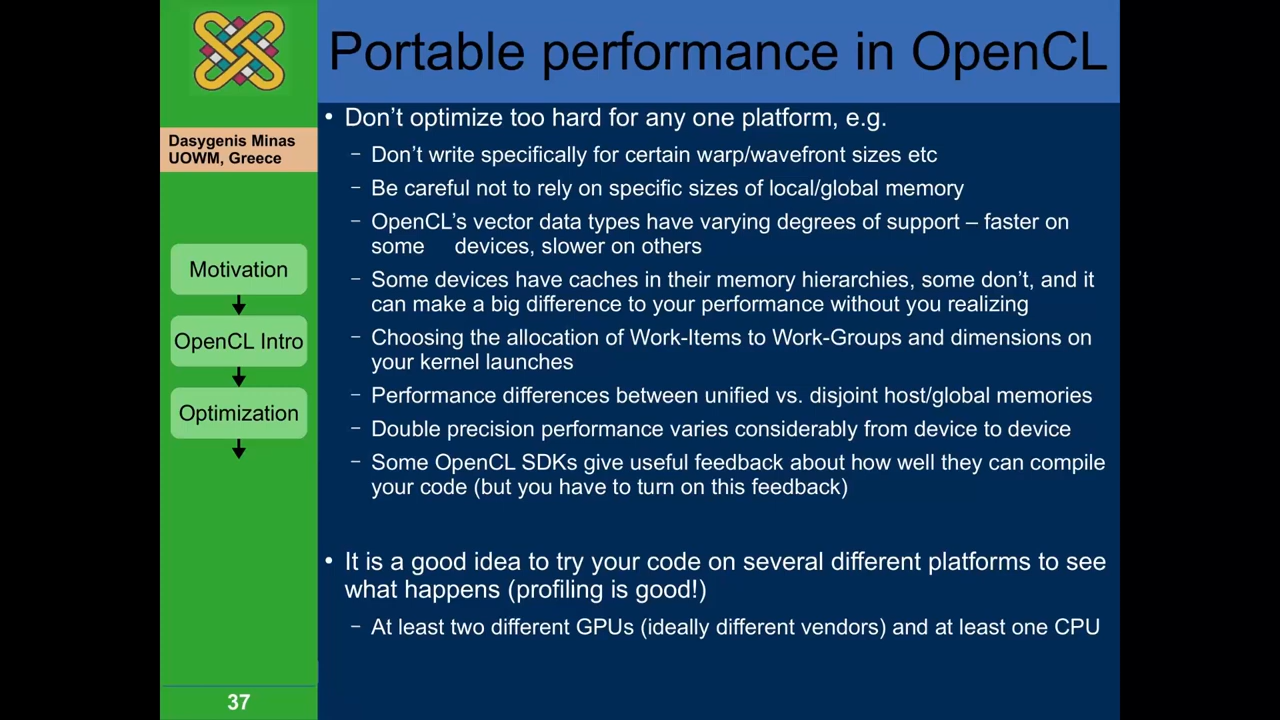 Portable performance in OpenCL
Dasygenis Minas
UOWM, Greece
Motivation
OpenCL Intro
Optimization
37
• Don’t optimize too hard for any one platform, e.g.
– Don’t write specifically for certain warp/wavefront sizes etc
– Be careful not to rely on specific sizes of local/global memory
– OpenCL’s vector data types have varying degrees of support – faster on
some devices, slower on others
– Some devices have caches in their memory hierarchies, some don’t, and it
can make a big difference to your performance without you realizing
– Choosing the allocation of Work-Items to Work-Groups and dimensions on
your kernel launches
– Performance differences between unified vs. disjoint host/global memories
– Double precision performance varies considerably from device to device
– Some OpenCL SDKs give useful feedback about how well they can compile
your code (but you have to turn on this feedback)
• It is a good idea to try your code on several different platforms to see
what happens (profiling is good!)
– At least two different GPUs (ideally different vendors) and at least one CPU